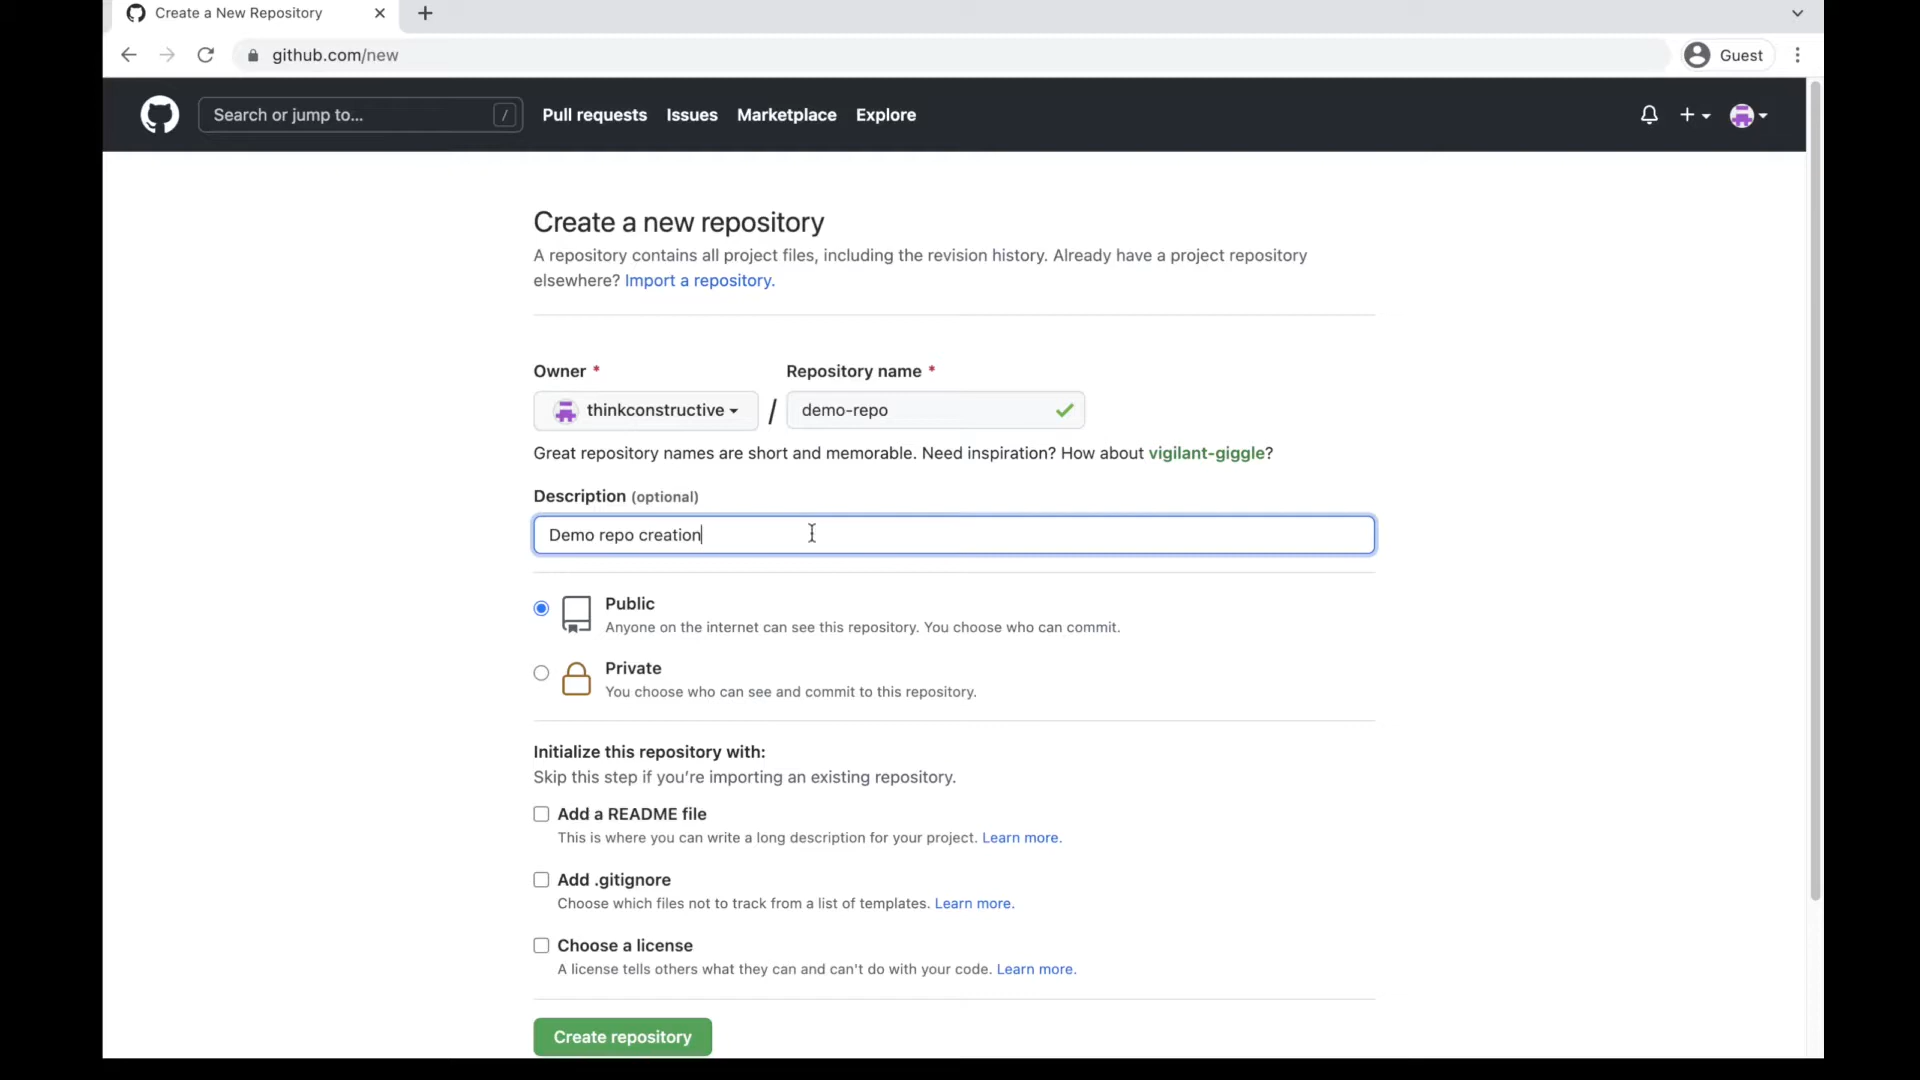 Create a New Repository
github.com/new
Guest
Search or jump to...
/
Pull requests
Issues
Marketplace
Explore
Create a new repository
A repository contains all project files, including the revision history. Already have a project repository
elsewhere? Import a repository.
Owner *
Repository name *
thinkconstructive
/
demo-repo
Great repository names are short and memorable. Need inspiration? How about vigilant-giggle?
Description (optional)
Demo repo creation
Public
Anyone on the internet can see this repository. You choose who can commit.
Private
You choose who can see and commit to this repository.
Initialize this repository with:
Skip this step if you’re importing an existing repository.
Add a README file
This is where you can write a long description for your project. Learn more.
Add .gitignore
Choose which files not to track from a list of templates. Learn more.
Choose a license
A license tells others what they can and can't do with your code. Learn more.
Create repository